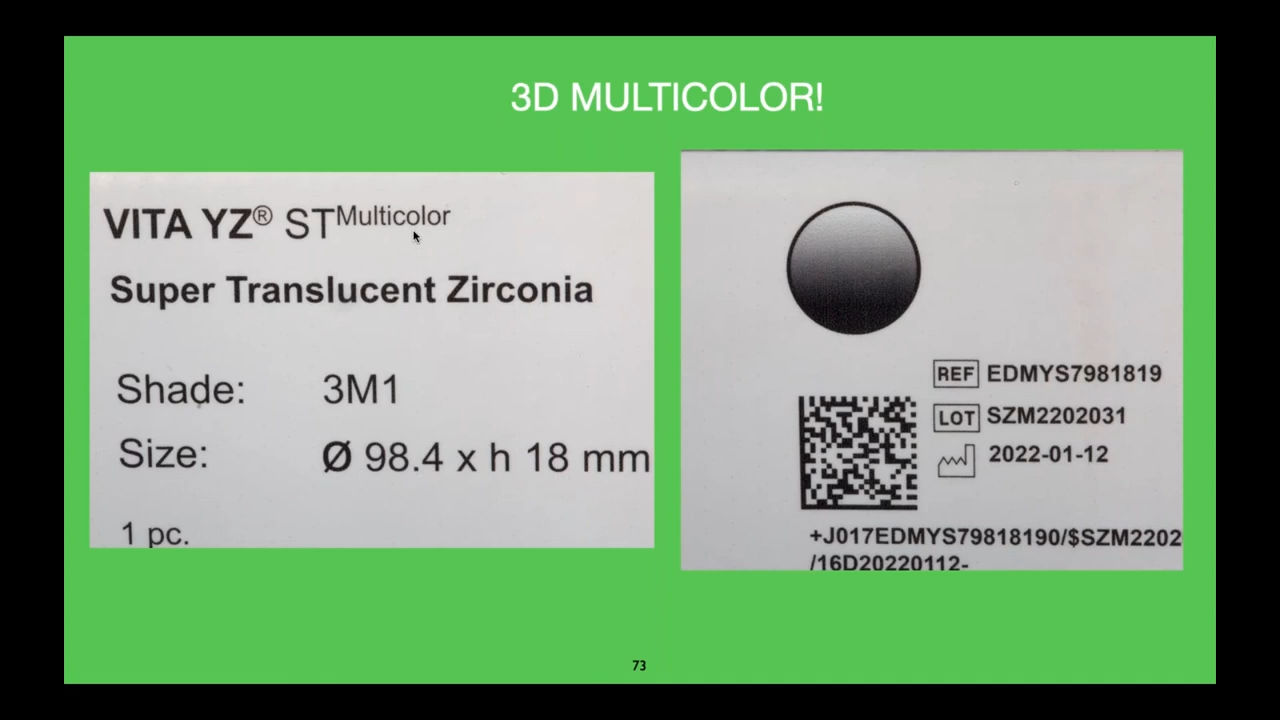 3D MULTICOLOR!
VITA YZ® ST Multicolor
Super Translucent Zirconia
Shade: 3M1
Size: Ø 98.4 x h 18 mm
1 pc.
REF EDMYS7981819
LOT SZM2202031
2022-01-12
+J017EDMYS79818190/$SZM2202
/16D20220112-
73